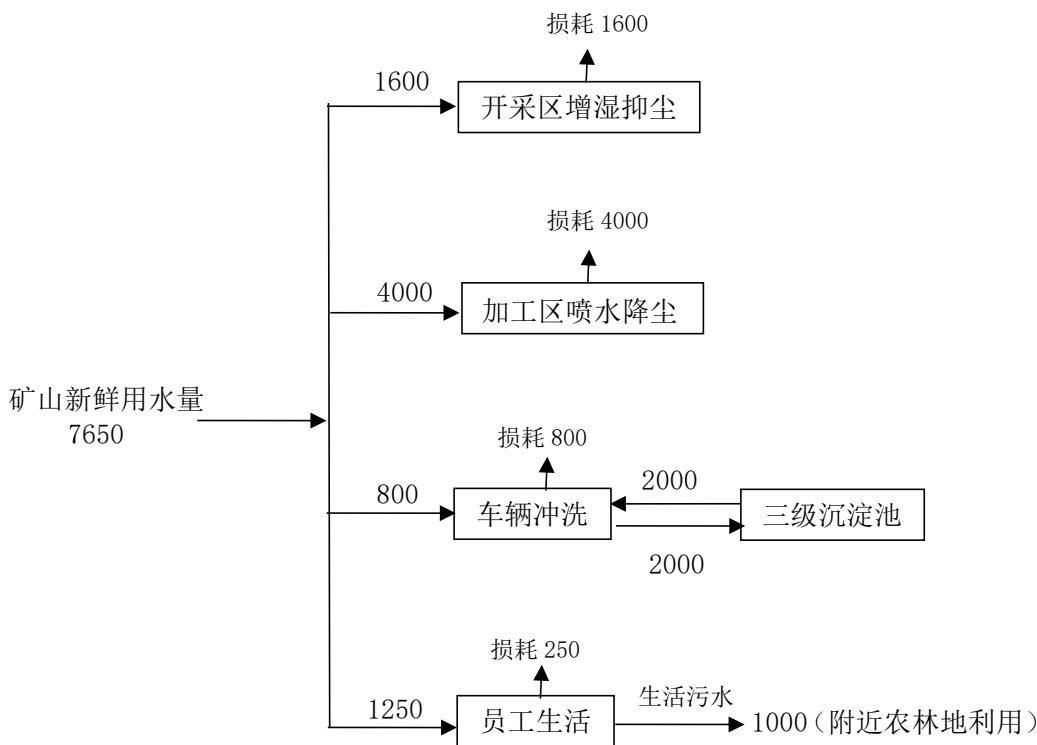 损耗 1600
1600
开采区增湿抑尘
损耗 4000
4000
加工区喷水降尘
矿山新鲜用水量
7650
损耗 800
800
车辆冲洗
2000
三级沉淀池
2000
损耗 250
1250
员工生活
生活污水
1000（附近农林地利用）